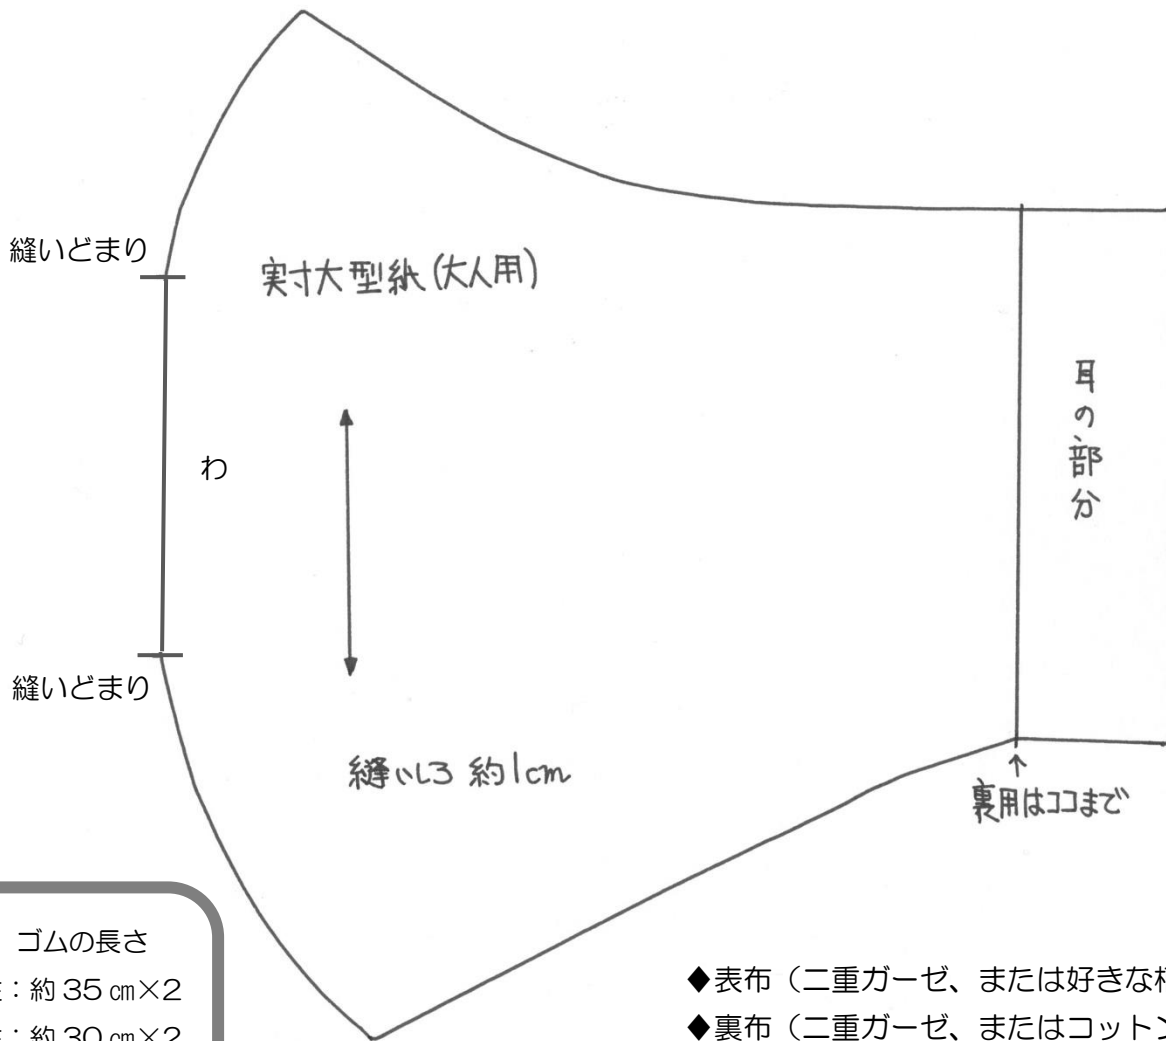 縫いどまり
実寸大型紙(大人用)
わ
耳の部分
縫いどまり
縫いしろ 約1cm
↑
裏用はココまで
ゴムの長さ
：約35㎝×2
：約30㎝×2
◆表布（二重ガーゼ、または好きな
◆裏布（二重ガーゼ、またはコットン